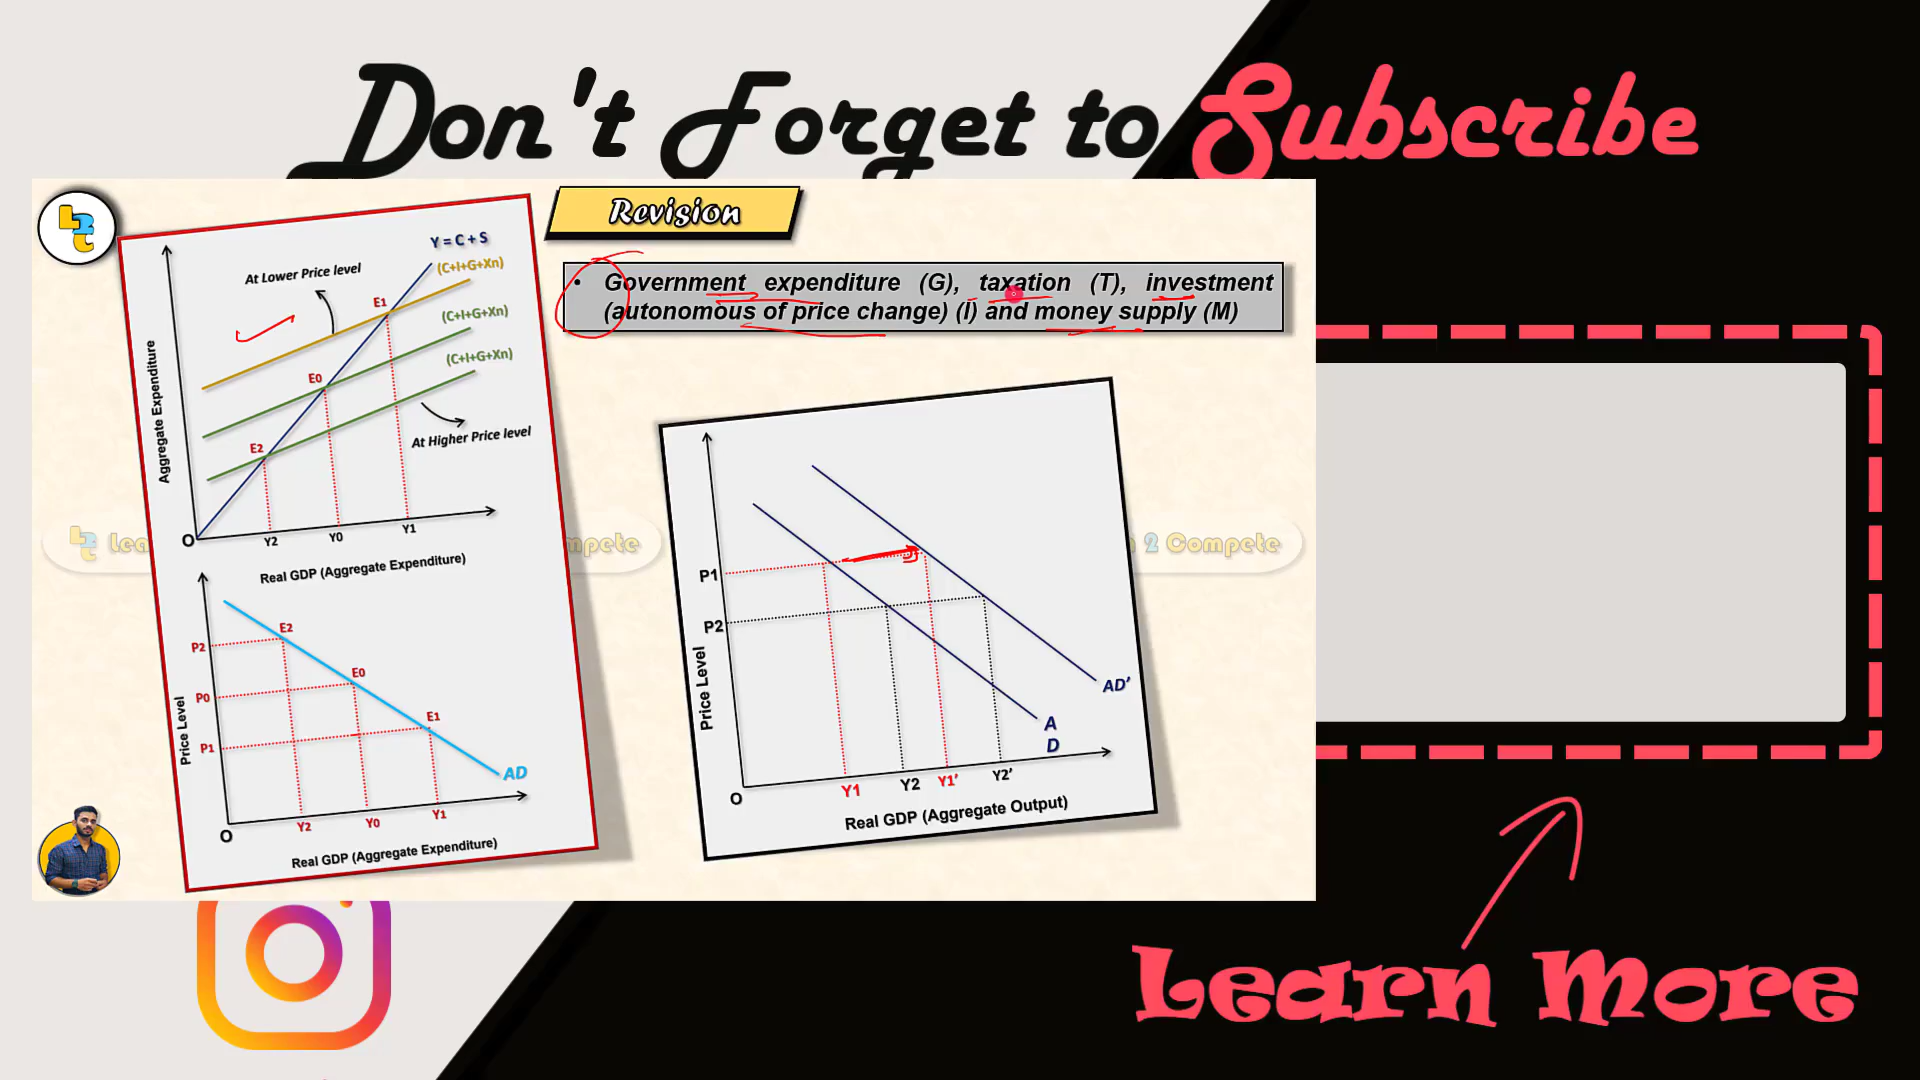 Don't Forget to Subscribe
L2C
Revision
• Government expenditure (G), taxation (T), investment
(autonomous of price change) (I) and money supply (M)
Y = C + S
(C+I+G+Xn)
At Lower Price level
E1
(C+I+G+Xn)
(C+I+G+Xn)
E0
At Higher Price level
E2
Aggregate Expenditure
O
Y2
Y0
Y1
Real GDP (Aggregate Expenditure)
E2
P2
E0
P0
E1
P1
Price Level
AD
O
Y2
Y0
Y1
Real GDP (Aggregate Expenditure)
P1
P2
Price Level
AD’
A
D
O
Y1
Y2
Y1’
Y2’
Real GDP (Aggregate Output)
2 Compete
Learn More